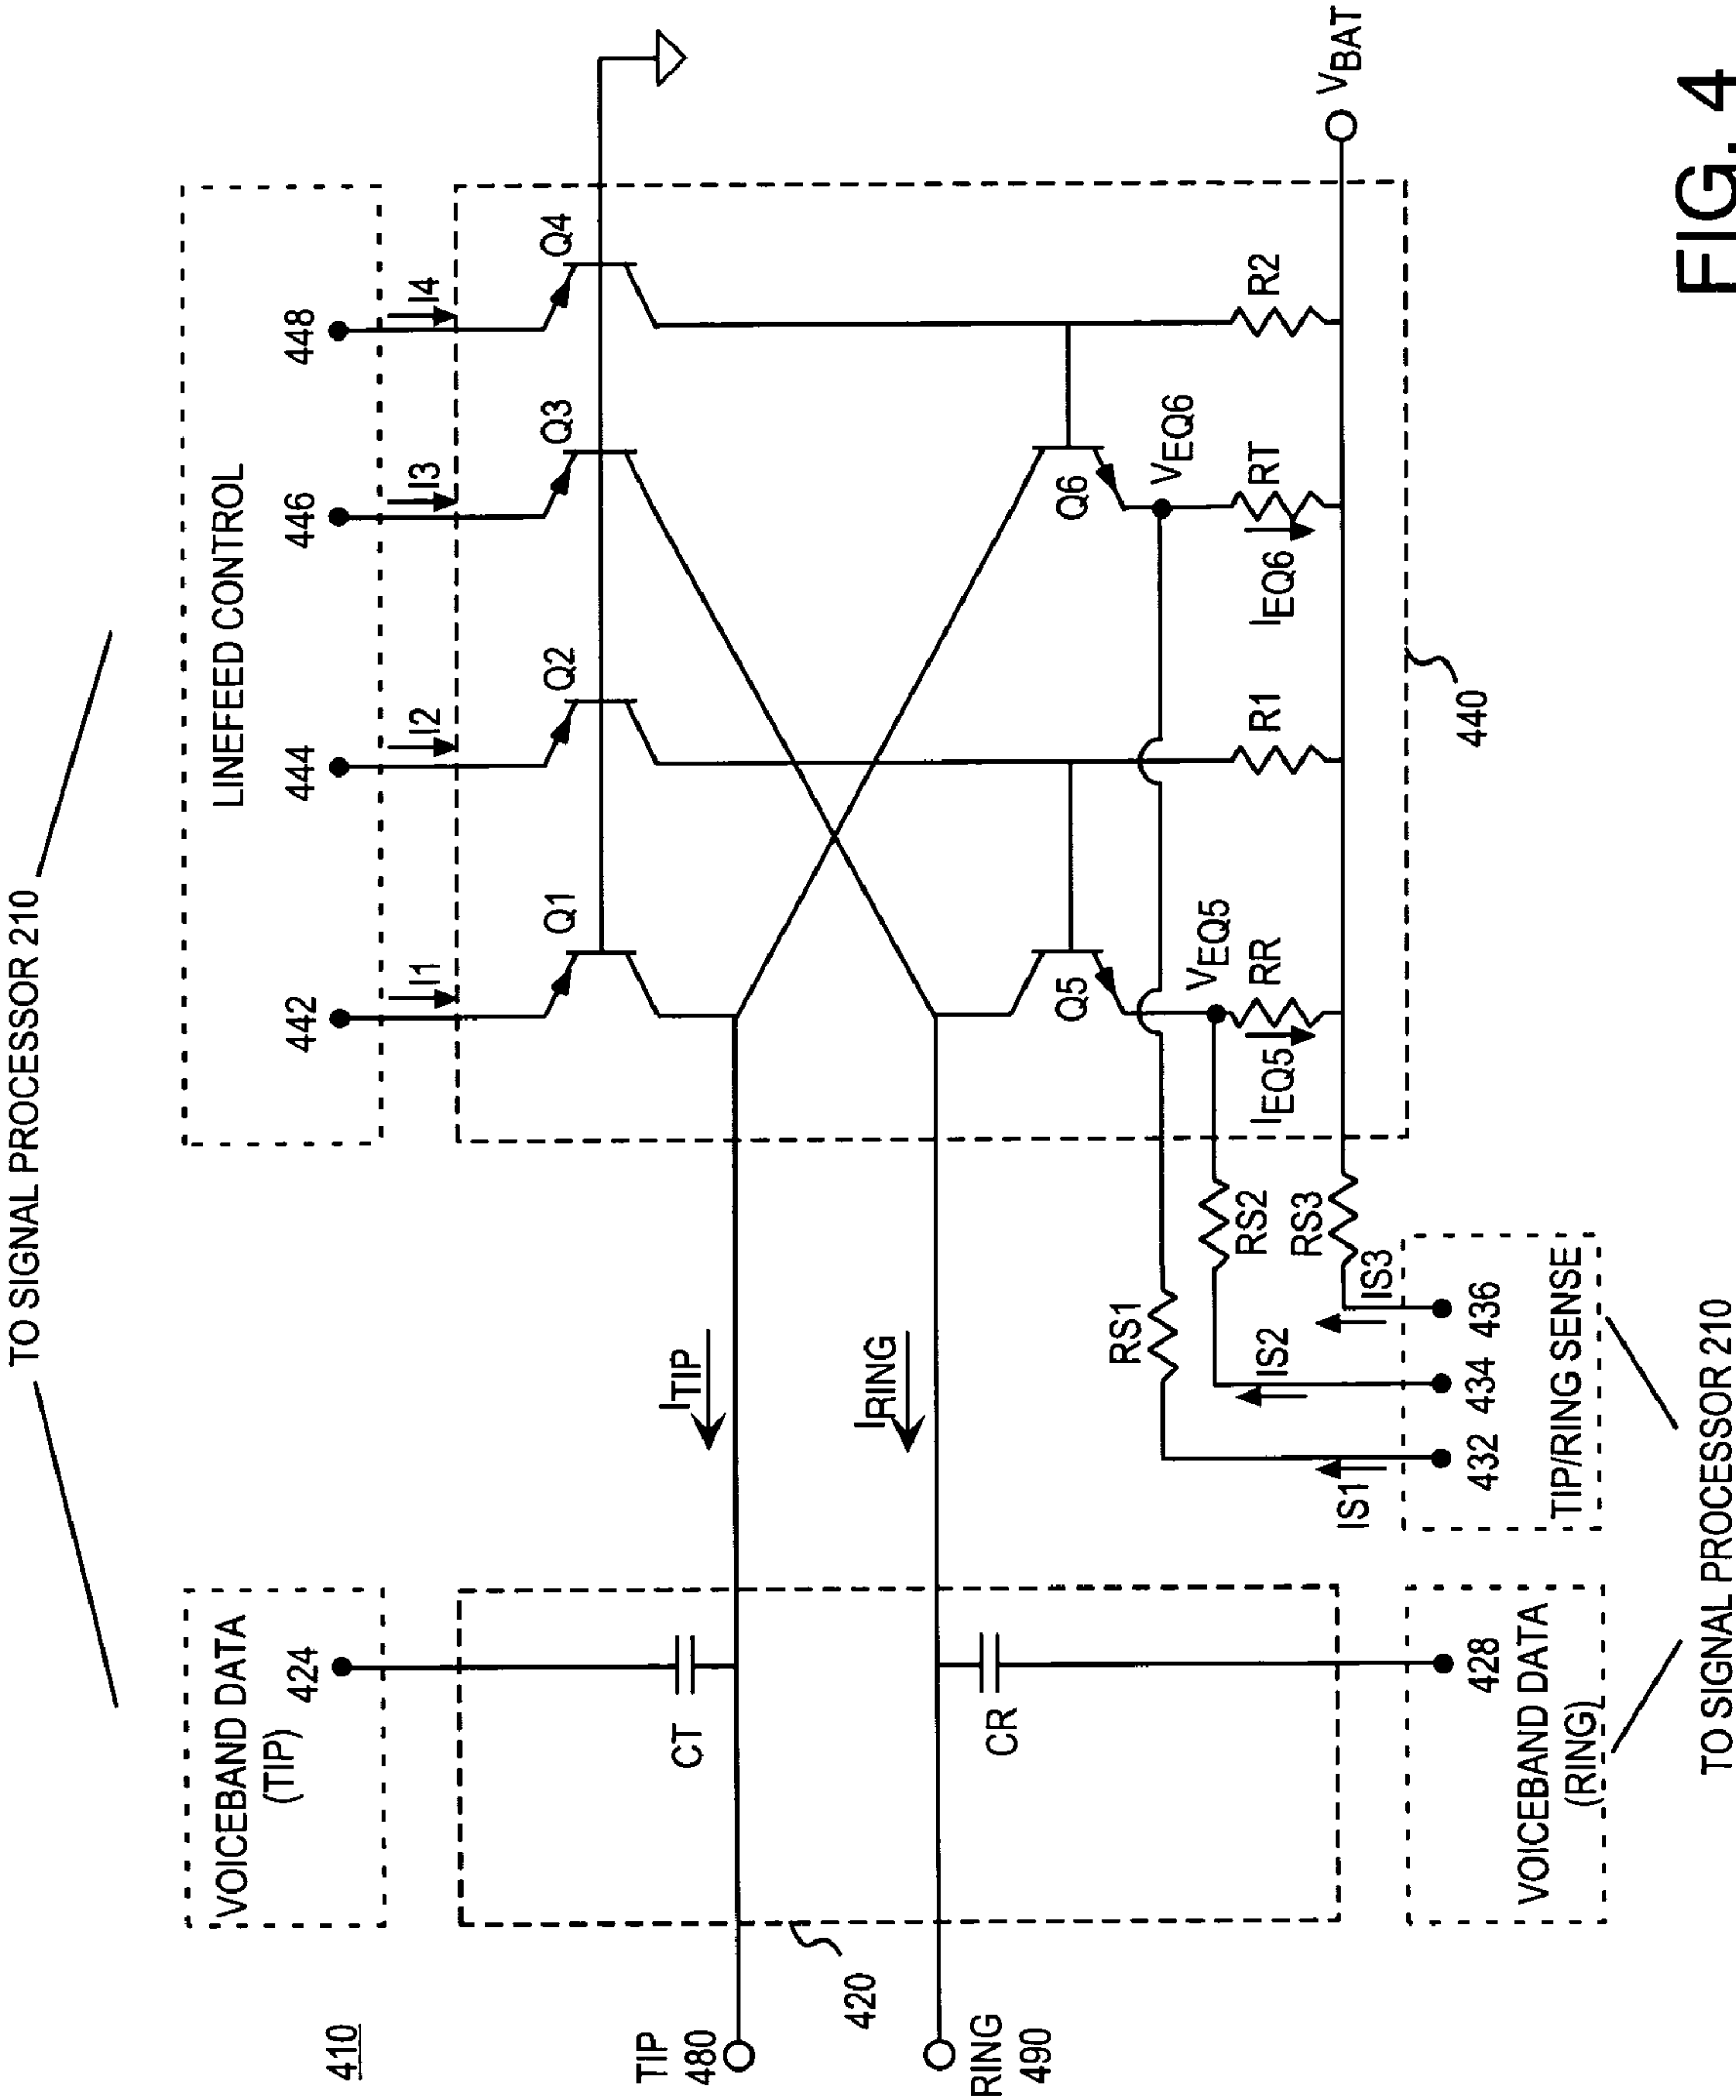 TO SIGNAL PROCESSOR 210
410
VOICEBAND DATA
(TIP)
424
LINEFEED CONTROL
442
444
446
448
I1
I2
I3
I4
Q1
Q2
Q3
Q4
TIP
480
CT
ITIP
420
RING
490
CR
IRING
Q5
Q6
VEQ5
VEQ6
RS1
RS2
RS3
RR
R1
RT
R2
IEQ5
IEQ6
VBAT
IS1
IS2
IS3
440
428
VOICEBAND DATA
(RING)
432
434
436
TIP/RING SENSE
TO SIGNAL PROCESSOR 210
FIG. 4